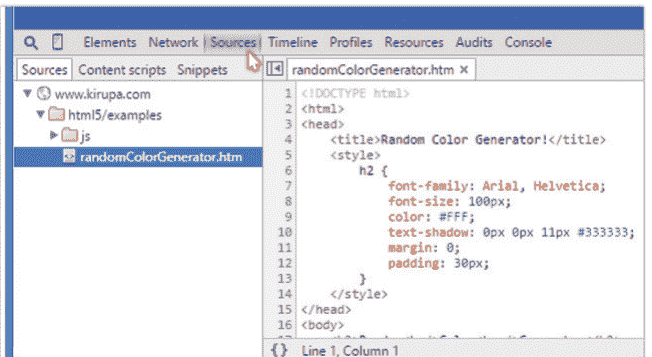 Elements Network Sources Timeline Profiles Resources Audits Console
Sources Content scripts Snippets
www.kirupa.com
html5/examples
js
randomColorGenerator.htm
randomColorGenerator.htm ×
1 <!DOCTYPE html>
2 <html>
3 <head>
4 <title>Random Color Generator!</title>
5 <style>
6 h2 {
7 font-family: Arial, Helvetica;
8 font-size: 100px;
9 color: #FFF;
10 text-shadow: 0px 0px 11px #333333;
11 margin: 0;
12 padding: 30px;
13 }
14 </style>
15 </head>
16 <body>
{} Line 1, Column 1